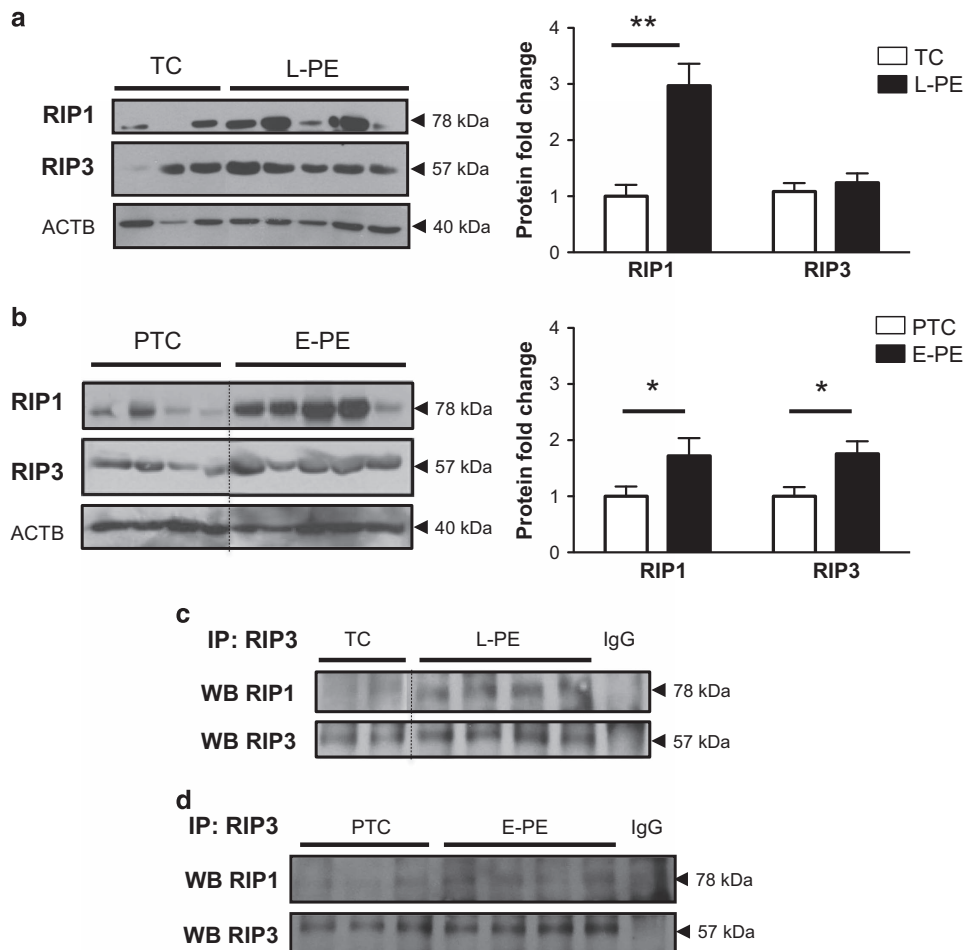 a
TC L-PE
RIP1 78 kDa
RIP3 57 kDa
ACTB 40 kDa
Protein fold change
4
3
2
1
0
**
RIP1 RIP3
TC
L-PE
b
PTC E-PE
RIP1 78 kDa
RIP3 57 kDa
ACTB 40 kDa
Protein fold change
4
3
2
1
0
* *
RIP1 RIP3
PTC
E-PE
c
IP: RIP3 TC L-PE IgG
WB RIP1 78 kDa
WB RIP3 57 kDa
d
IP: RIP3 PTC E-PE IgG
WB RIP1 78 kDa
WB RIP3 57 kDa